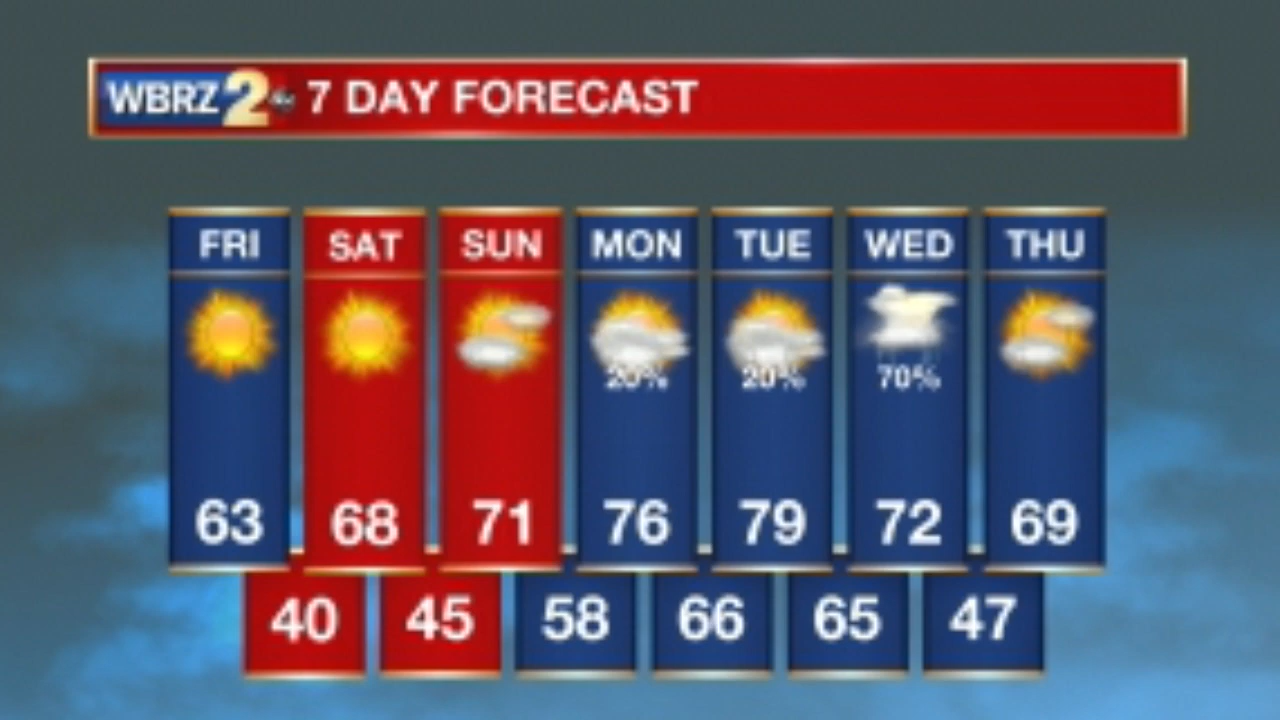 WBRZ 2 abc 7 DAY FORECAST
FRI SAT SUN MON TUE WED THU
20% 20% 70%
63 68 71 76 79 72 69
40 45 58 66 65 47